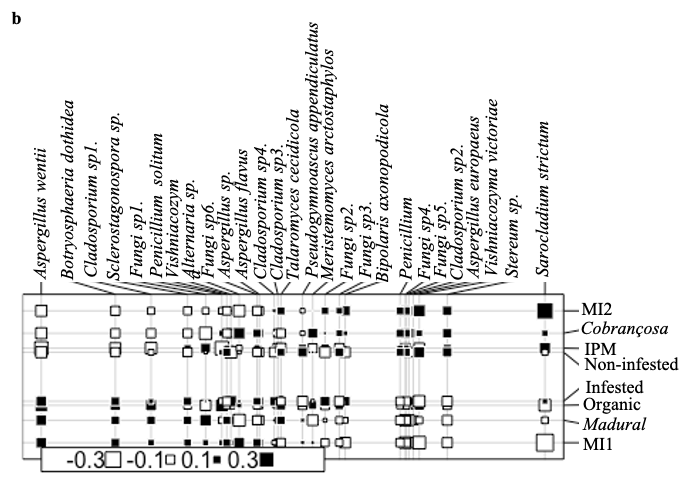 b
Aspergillus wentii
Botryosphaeria dothidea
Cladosporium sp1.
Sclerostagonospora sp.
Fungi sp1.
Penicillium solitum
Vishniacozym
a
Alternaria sp.
Fungi sp6.
Aspergillus sp.
Aspergillus flavus
Cladosporium sp4.
Cladosporium sp3.
Talaromyces cecidicola
Pseudogymnoascus appendiculatus
Meristemomyces arctostaphylos
Fungi sp2.
Fungi sp3.
Bipolaris axonopodicola
Penicillium
Fungi sp4.
Fungi sp5.
Cladosporium sp2.
Aspergillus europaeus
Vishniacozyma victoriae
Stereum sp.
Sarocladium strictum
MI2
Cobrançosa
IPM
Non-infested
Infested
Organic
Madural
MI1
-0.3 -0.1 0.1 0.3